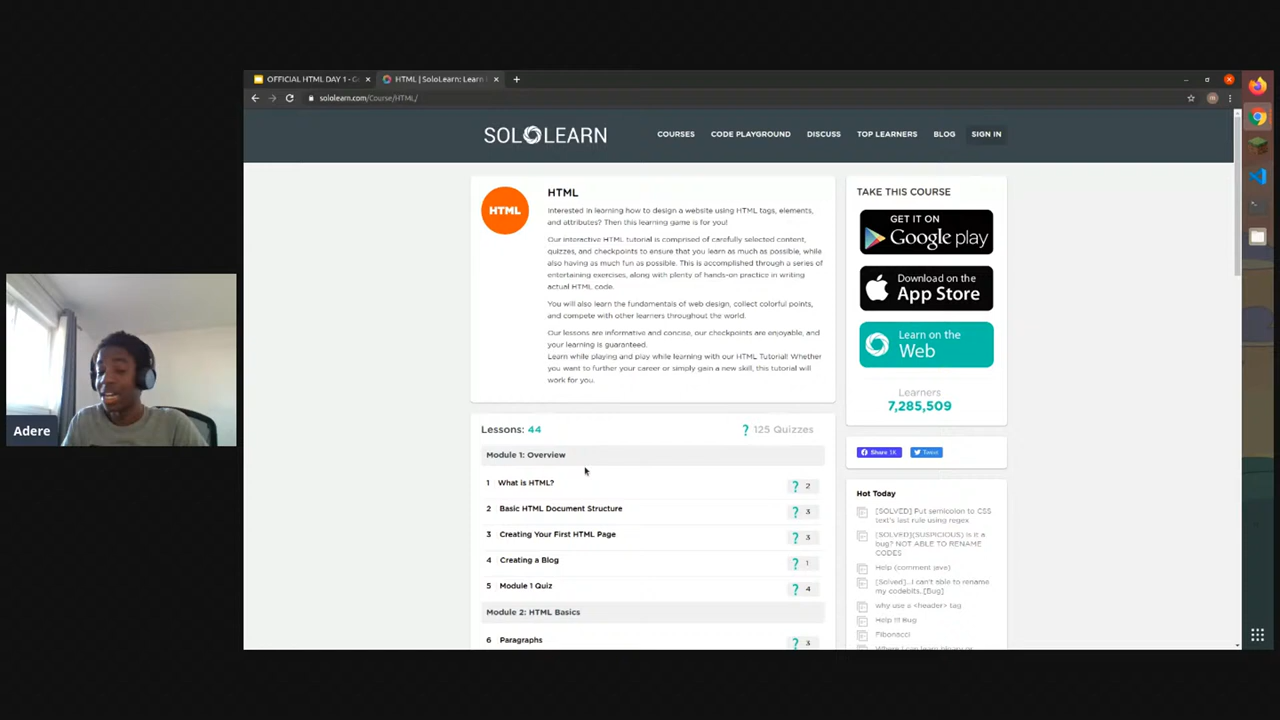 OFFICIAL HTML DAY 1 - G
HTML | SoloLearn: Learn
sololearn.com/Course/HTML/
SOLOLEARN
COURSES
CODE PLAYGROUND
DISCUSS
TOP LEARNERS
BLOG
SIGN IN
HTML
HTML
Interested in learning how to design a website using HTML tags, elements,
and attributes? Then this learning game is for you!
Our interactive HTML tutorial is comprised of carefully selected content,
quizzes, and checkpoints to ensure that you learn as much as possible, while
also having as much fun as possible. This is accomplished through a series of
entertaining exercises, along with plenty of hands-on practice in writing
actual HTML code.
You will also learn the fundamentals of web design, collect colorful points,
and compete with other learners throughout the world.
Our lessons are informative and concise, our checkpoints are enjoyable, and
your learning is guaranteed.
Learn while playing and play while learning with our HTML Tutorial! Whether
you want to further your career or simply gain a new skill, this tutorial will
work for you.
TAKE THIS COURSE
GET IT ON
Google play
Download on the
App Store
Learn on the
Web
Learners
7,285,509
Share 1K
Tweet
Lessons: 44
? 125 Quizzes
Module 1: Overview
1 What is HTML? ? 2
2 Basic HTML Document Structure ? 3
3 Creating Your First HTML Page ? 3
4 Creating a Blog ? 1
5 Module 1 Quiz ? 4
Module 2: HTML Basics
6 Paragraphs ? 3
Hot Today
[SOLVED] Put semicolon to CSS
text's last rule using regex
[SOLVED](SUSPICIOUS) Is it a
bug? NOT ABLE TO RENAME
CODES
Help (comment java)
[Solved]...I can't able to rename
my codebits, [Bug]
why use a <header> tag
Help !!! Bug
Fibonacci
Where I can learn binary or
Adere